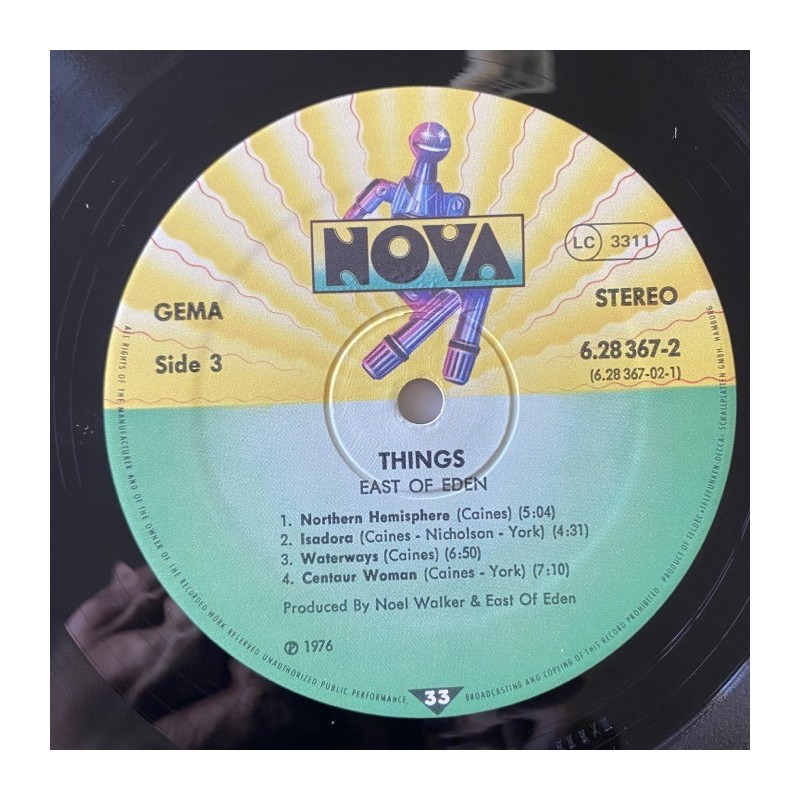 NOVA
LC 3311
GEMA
STEREO
Side 3
6.28 367-2
(6.28 367-02-1)
THINGS
EAST OF EDEN
1. Northern Hemisphere (Caines) (5:04)
2. Isadora (Caines - Nicholson - York) (4:31)
3. Waterways (Caines) (6:50)
4. Centaur Woman (Caines - York) (7:10)
Produced By Noel Walker & East Of Eden
Ⓟ 1976
33
ALL RIGHTS OF THE MANUFACTURER AND OF THE OWNER OF THE RECORDED WORK RESERVED UNAUTHORIZED PUBLIC PERFORMANCE, BROADCASTING AND COPYING OF THIS RECORD PROHIBITED · PRODUCT OF TELDEC »TELEFUNKEN-DECCA« SCHALLPLATTEN GMBH · HAMBURG